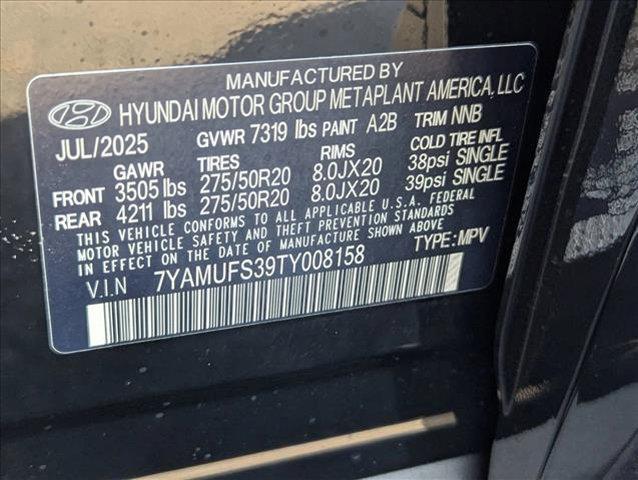 MANUFACTURED BY
HYUNDAI MOTOR GROUP METAPLANT AMERICA, LLC
JUL/2025 GVWR 7319 lbs PAINT A2B TRIM NNB
GAWR TIRES RIMS COLD TIRE INFL
FRONT 3505 lbs 275/50R20 8.0JX20 38psi SINGLE
REAR 4211 lbs 275/50R20 8.0JX20 39psi SINGLE
THIS VEHICLE CONFORMS TO ALL APPLICABLE U.S.A. FEDERAL
MOTOR VEHICLE SAFETY AND THEFT PREVENTION STANDARDS
IN EFFECT ON THE DATE OF MANUFACTURE SHOWN ABOVE
V.I.N 7YAMUFS39TY008158 TYPE: MPV